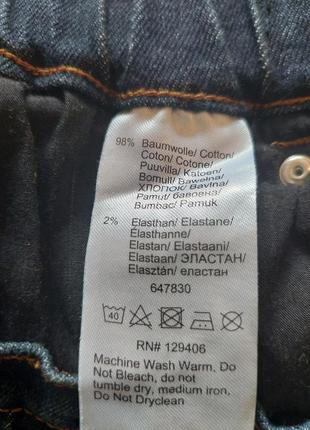 98% Baumwolle/ Cotton/
Coton/ Cotone/
Puuvilla/ Katoen/
Bomull/ Bawełna/
ХЛОПОК/ Bavlna/
Pamut/ бавовна/
Bumbac/ Pamuk
2% Elasthan/ Elastane/
Élasthanne/
Elastan/ Elastaani/
Elastaan/ ЭЛАСТАН/
Elasztán/ еластан
647830
40
RN# 129406
Machine Wash Warm, Do
Not Bleach, do not
tumble dry, medium iron,
Do Not Dryclean